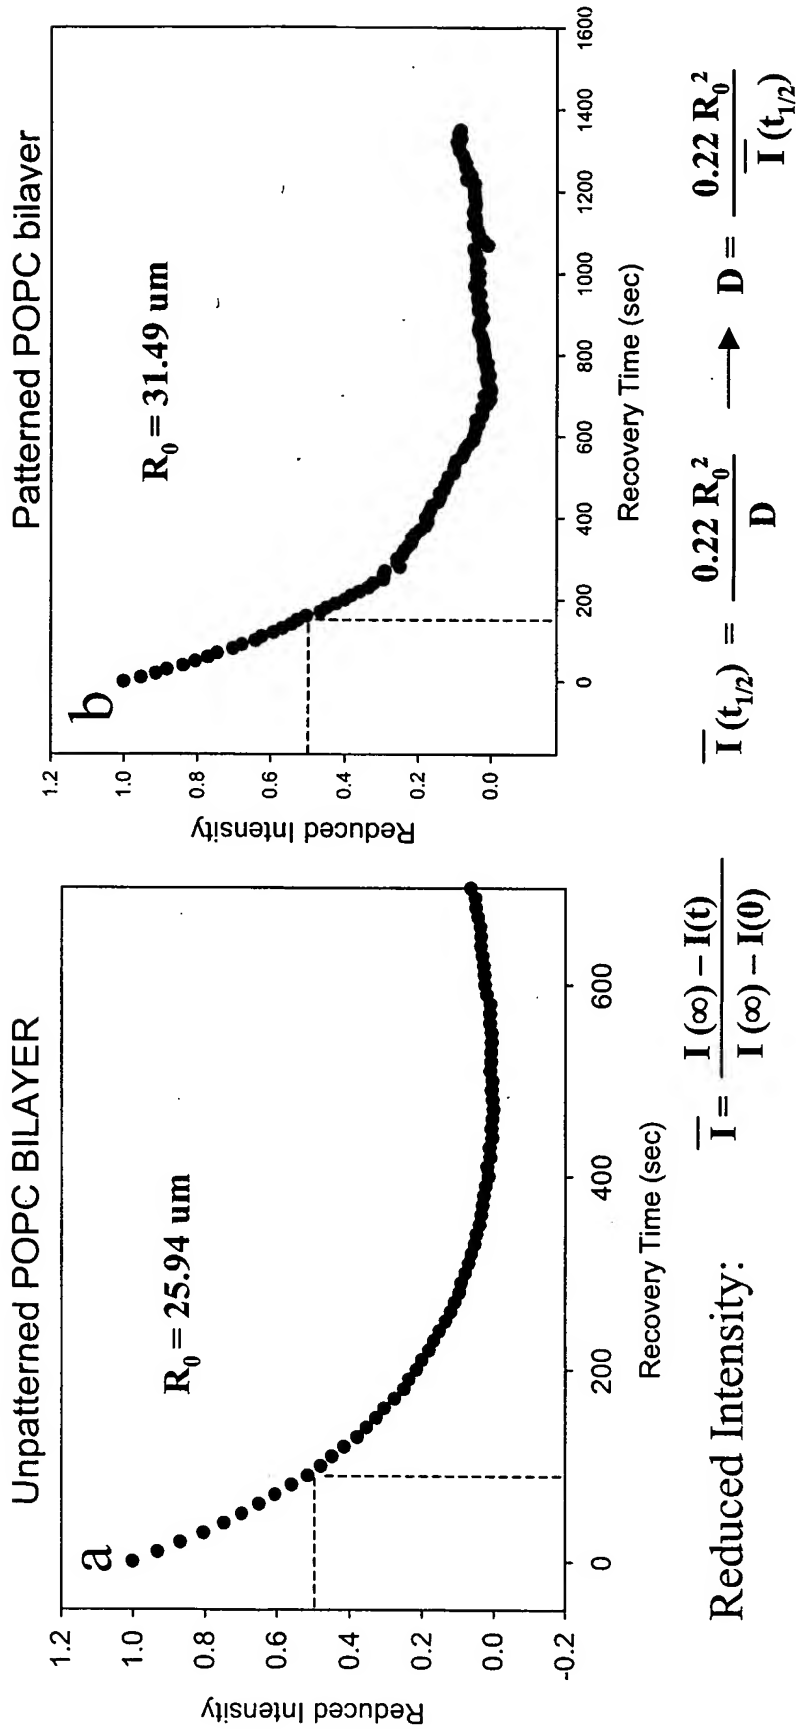 Unpatterned POPC BILAYER
a
R0 = 25.94 um
1.2
1.0
0.8
0.6
0.4
0.2
0.0
-0.2
Reduced Intensity
0 200 400 600
Recovery Time (sec)
Patterned POPC bilayer
b
R0 = 31.49 um
1.2
1.0
0.8
0.6
0.4
0.2
0.0
Reduced Intensity
0 200 400 600 800 1000 1200 1400 1600
Recovery Time (sec)
Reduced Intensity: I̅ = I (∞) – I(t) / I (∞) – I(0)
I̅ (t1/2) = 0.22 R0² / D → D = 0.22 R0² / I̅ (t1/2)